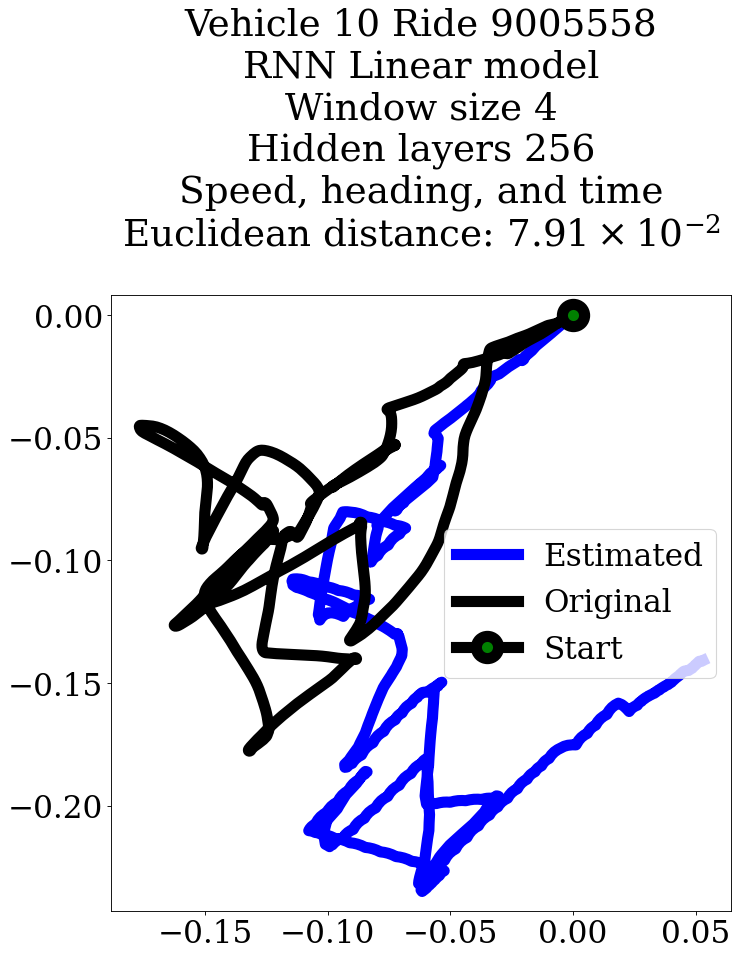 Vehicle 10 Ride 9005558
RNN Linear model
Window size 4
Hidden layers 256
Speed, heading, and time
Euclidean distance: 7.91 × 10⁻²
0.00
−0.05
−0.10
−0.15
−0.20
Estimated
Original
Start
−0.15 −0.10 −0.05 0.00 0.05